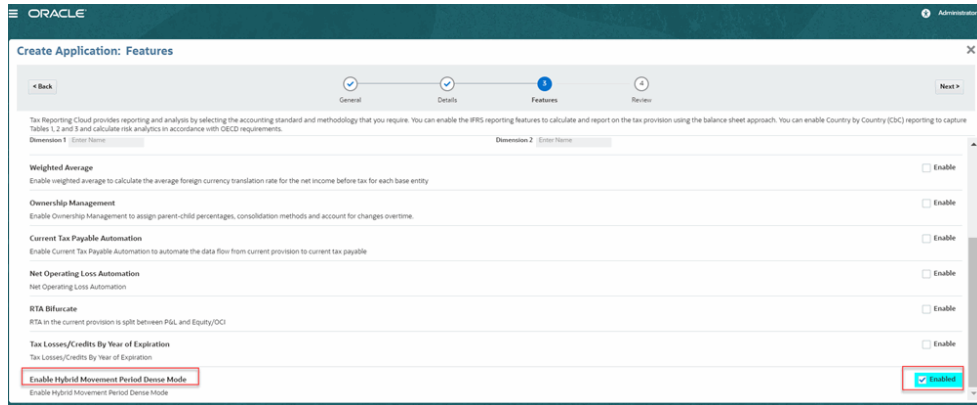 ORACLE
Administrator
Create Application: Features
< Back
3
4
Next >
General
Details
Features
Review
Tax Reporting Cloud provides reporting and analysis by selecting the accounting standard and methodology that you require. You can enable the IFRS reporting features to calculate and report on the tax provision using the balance sheet approach. You can enable Country by Country (CbC) reporting to capture
Tables 1, 2 and 3 and calculate risk analytics in accordance with OECD requirements.
Dimension 1 Enter Name Dimension 2 Enter Name
Weighted Average
Enable
Enable weighted average to calculate the average foreign currency translation rate for the net income before tax for each base entity
Ownership Management
Enable
Enable Ownership Management to assign parent-child percentages, consolidation methods and account for changes overtime.
Current Tax Payable Automation
Enable
Enable Current Tax Payable Automation to automate the data flow from current provision to current tax payable
Net Operating Loss Automation
Enable
Net Operating Loss Automation
RTA Bifurcate
Enable
RTA in the current provision is split between P&L and Equity/OCI
Tax Losses/Credits By Year of Expiration
Enable
Tax Losses/Credits By Year of Expiration
Enable Hybrid Movement Period Dense Mode
Enabled
Enable Hybrid Movement Period Dense Mode